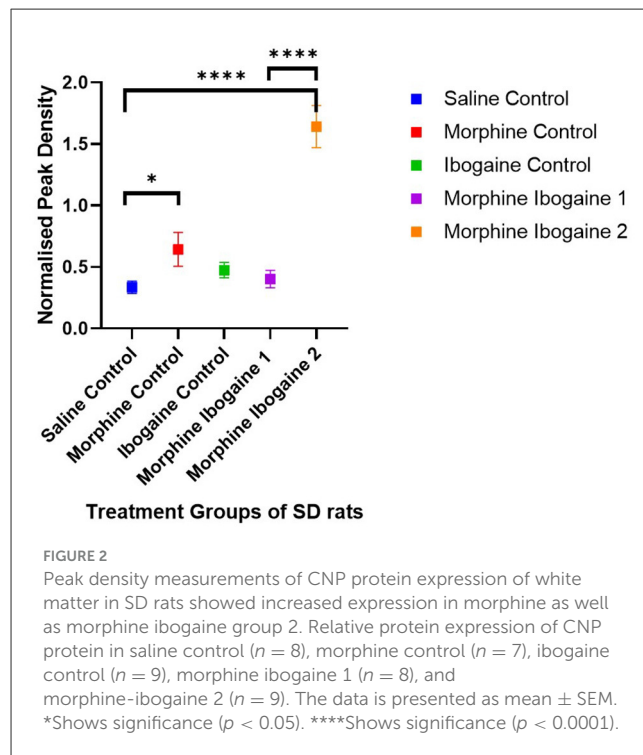 ****
****
*
2.0
1.5
1.0
0.5
0.0
Normalised Peak Density
Saline Control
Morphine Control
Ibogaine Control
Morphine Ibogaine 1
Morphine Ibogaine 2
Treatment Groups of SD rats
Saline Control
Morphine Control
Ibogaine Control
Morphine Ibogaine 1
Morphine Ibogaine 2
FIGURE 2
Peak density measurements of CNP protein expression of white
matter in SD rats showed increased expression in morphine as well
as morphine ibogaine group 2. Relative protein expression of CNP
protein in saline control (n = 8), morphine control (n = 7), ibogaine
control (n = 9), morphine ibogaine 1 (n = 8), and
morphine-ibogaine 2 (n = 9). The data is presented as mean ± SEM.
*Shows significance (p < 0.05). ****Shows significance (p < 0.0001).